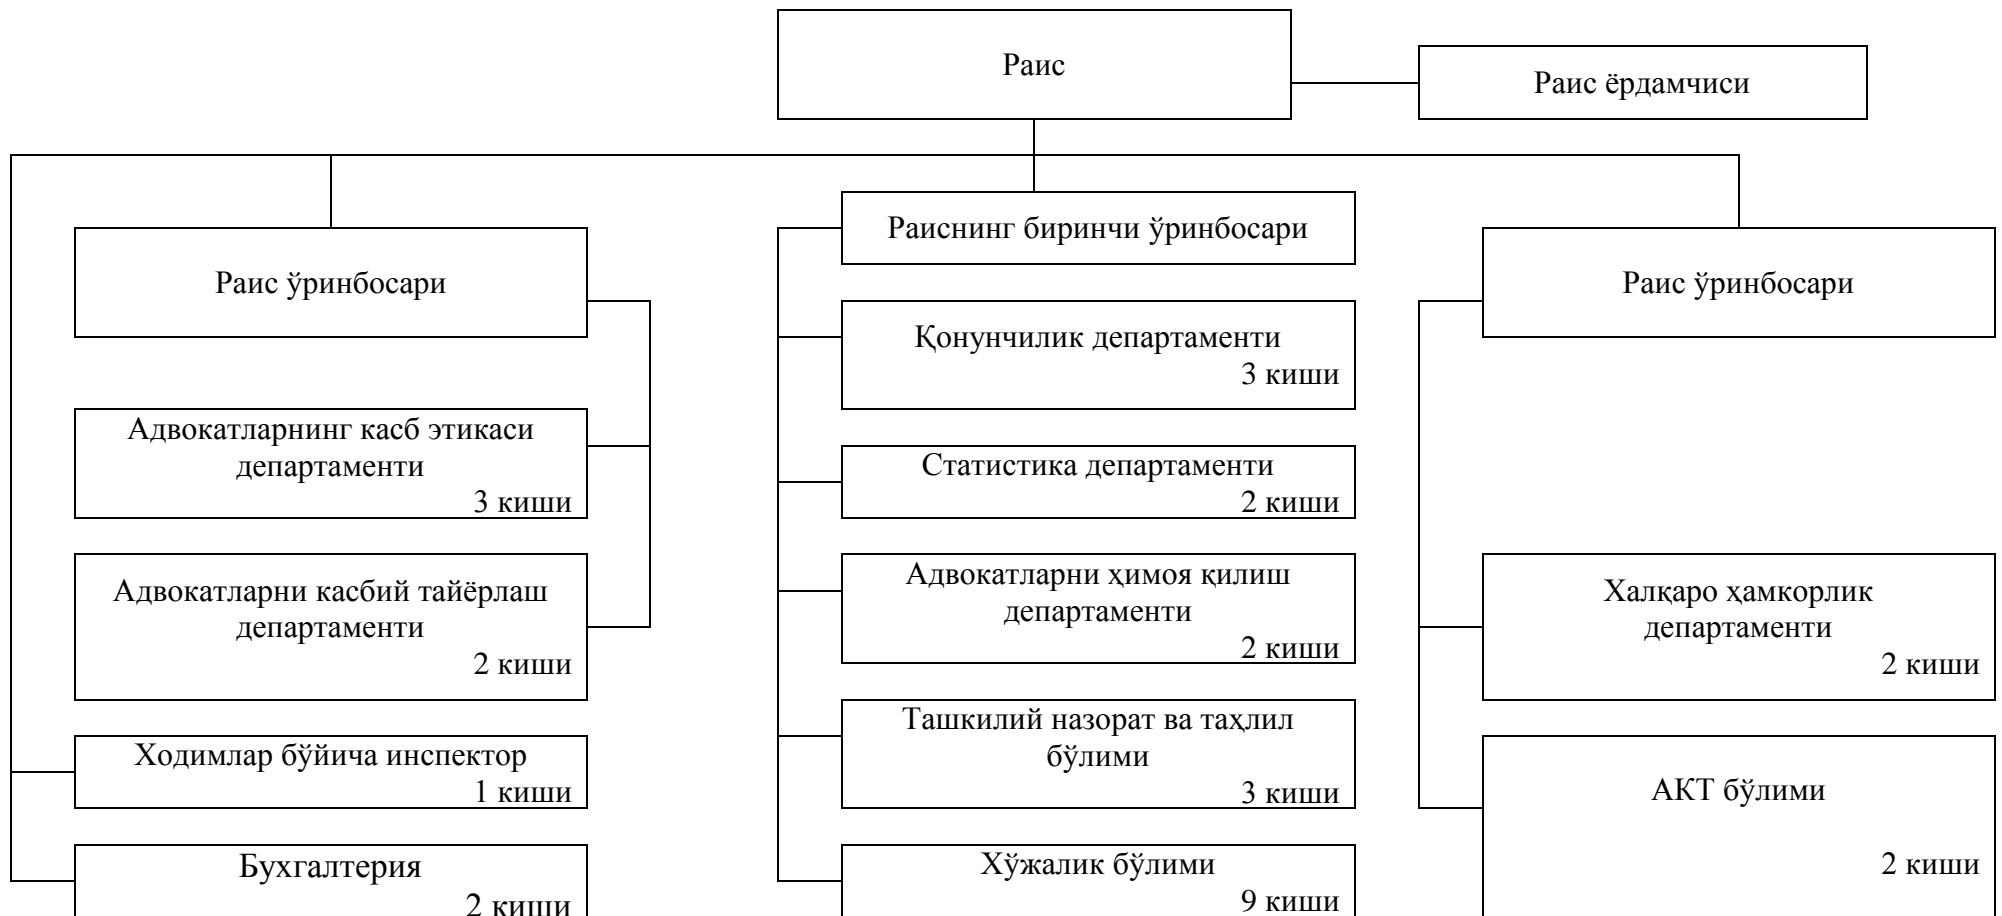 Раис
Раис ёрдамчиси
Раис ўринбосари
Адвокатларнинг касб этикаси
департаменти
3 киши
Адвокатларни касбий тайёрлаш
департаменти
2 киши
Ходимлар бўйича инспектор
1 киши
Бухгалтерия
2 киши
Раиснинг биринчи ўринбосари
Қонунчилик департаменти
3 киши
Статистика департаменти
2 киши
Адвокатларни ҳимоя қилиш
департаменти
2 киши
Ташкилий назорат ва таҳлил
бўлими
3 киши
Хўжалик бўлими
9 киши
Раис ўринбосари
Халқаро ҳамкорлик
департаменти
2 киши
АКТ бўлими
2 киши